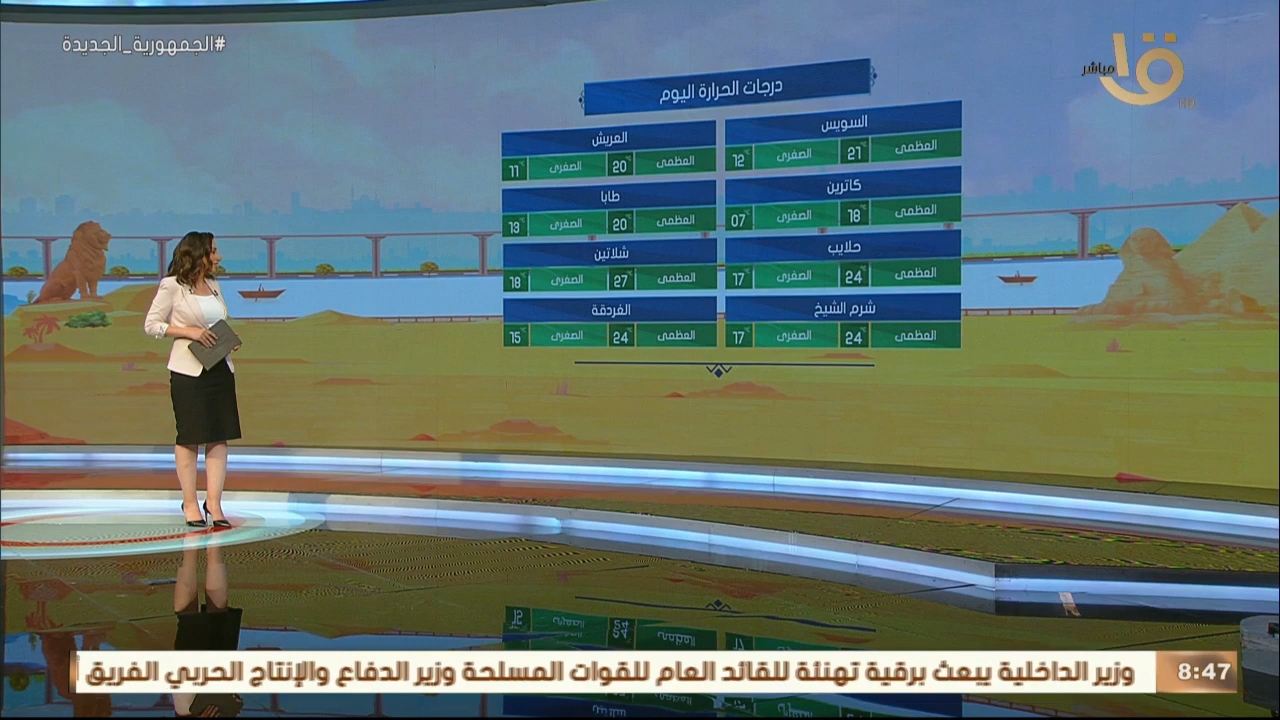 #الجمهورية_الجديدة
مباشر
HD
درجات الحرارة اليوم
السويس
العظمى 21 الصغرى 12
العريش
العظمى 20 الصغرى 11
كاترين
العظمى 18 الصغرى 07
طابا
العظمى 20 الصغرى 13
حلايب
العظمى 24 الصغرى 17
شلاتين
العظمى 27 الصغرى 18
شرم الشيخ
العظمى 24 الصغرى 17
الغردقة
العظمى 24 الصغرى 15
8:47
وزير الداخلية يبعث برقية تهنئة للقائد العام للقوات المسلحة وزير الدفاع والإنتاج الحربي الفريق أ